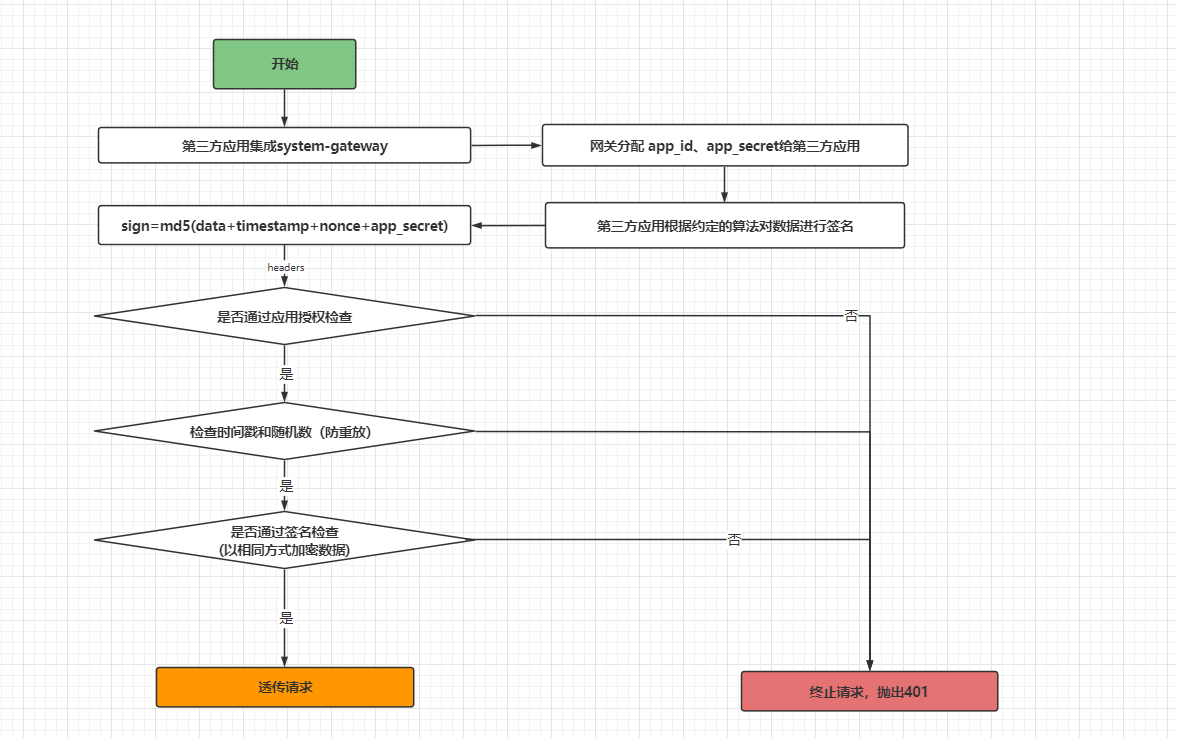 开始
第三方应用集成system-gateway
网关分配 app_id、app_secret给第三方应用
第三方应用根据约定的算法对数据进行签名
sign=md5(data+timestamp+nonce+app_secret)
headers
是否通过应用授权检查
否
是
检查时间戳和随机数（防重放）
是
是否通过签名检查
(以相同方式加密数据)
否
是
透传请求
终止请求，抛出401